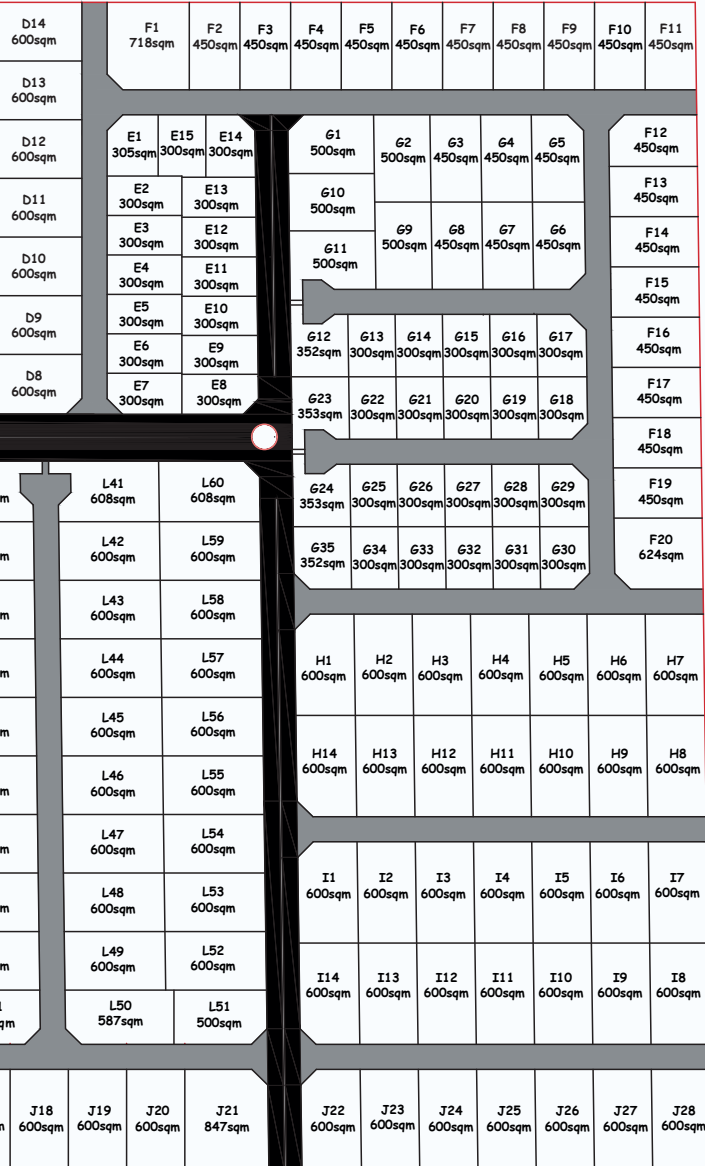 D14
600sqm
D13
600sqm
D12
600sqm
D11
600sqm
D10
600sqm
D9
600sqm
D8
600sqm
F1
718sqm
F2
450sqm
F3
450sqm
F4
450sqm
F5
450sqm
F6
450sqm
F7
450sqm
F8
450sqm
F9
450sqm
F10
450sqm
F11
450sqm
E1
305sqm
E15
300sqm
E14
300sqm
E2
300sqm
E13
300sqm
E3
300sqm
E12
300sqm
E4
300sqm
E11
300sqm
E5
300sqm
E10
300sqm
E6
300sqm
E9
300sqm
E7
300sqm
E8
300sqm
G1
500sqm
G2
500sqm
G3
450sqm
G4
450sqm
G5
450sqm
G10
500sqm
G11
500sqm
G9
500sqm
G8
450sqm
G7
450sqm
G6
450sqm
F12
450sqm
F13
450sqm
F14
450sqm
F15
450sqm
F16
450sqm
F17
450sqm
F18
450sqm
F19
450sqm
F20
624sqm
G12
352sqm
G13
300sqm
G14
300sqm
G15
300sqm
G16
300sqm
G17
300sqm
G23
353sqm
G22
300sqm
G21
300sqm
G20
300sqm
G19
300sqm
G18
300sqm
G24
353sqm
G25
300sqm
G26
300sqm
G27
300sqm
G28
300sqm
G29
300sqm
G35
352sqm
G34
300sqm
G33
300sqm
G32
300sqm
G31
300sqm
G30
300sqm
L41
608sqm
L60
608sqm
L42
600sqm
L59
600sqm
L43
600sqm
L58
600sqm
L44
600sqm
L57
600sqm
L45
600sqm
L56
600sqm
L46
600sqm
L55
600sqm
L47
600sqm
L54
600sqm
L48
600sqm
L53
600sqm
L49
600sqm
L52
600sqm
L50
587sqm
L51
500sqm
H1
600sqm
H2
600sqm
H3
600sqm
H4
600sqm
H5
600sqm
H6
600sqm
H7
600sqm
H14
600sqm
H13
600sqm
H12
600sqm
H11
600sqm
H10
600sqm
H9
600sqm
H8
600sqm
I1
600sqm
I2
600sqm
I3
600sqm
I4
600sqm
I5
600sqm
I6
600sqm
I7
600sqm
I14
600sqm
I13
600sqm
I12
600sqm
I11
600sqm
I10
600sqm
I9
600sqm
I8
600sqm
J18
600sqm
J19
600sqm
J20
600sqm
J21
847sqm
J22
600sqm
J23
600sqm
J24
600sqm
J25
600sqm
J26
600sqm
J27
600sqm
J28
600sqm